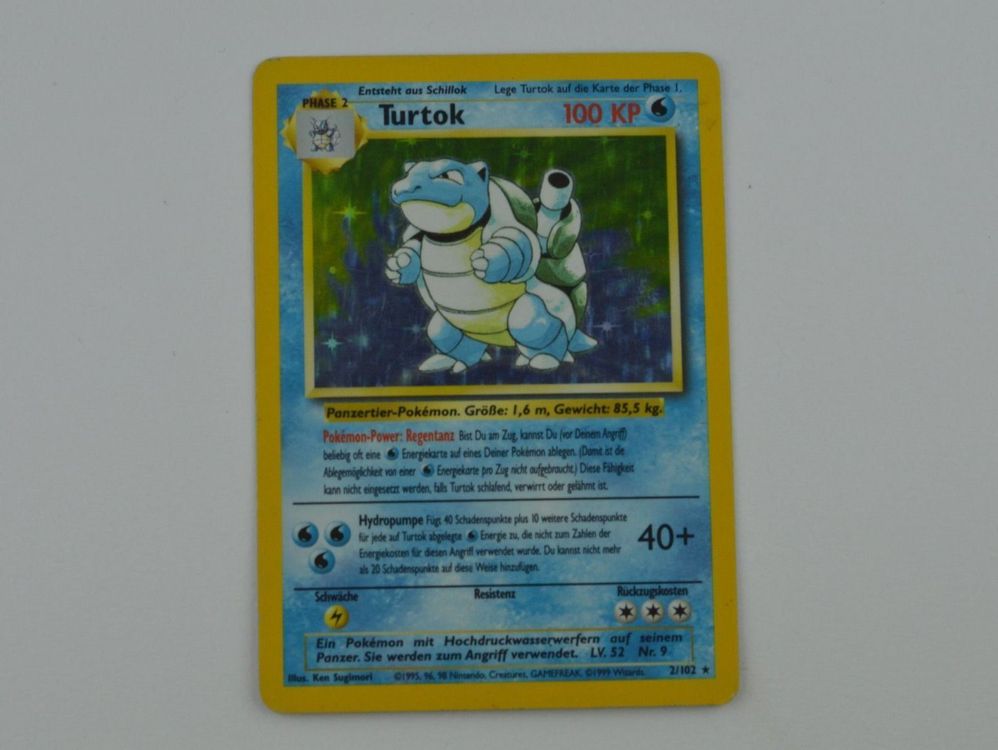 Entsteht aus Schillok Lege Turtok auf die Karte der Phase 1.
PHASE 2
Turtok 100 KP
Panzertier-Pokémon. Größe: 1,6 m, Gewicht: 85,5 kg.
Pokémon-Power: Regentanz Bist Du am Zug, kannst Du (vor Deinem Angriff)
beliebig oft eine Energiekarte auf eines Deiner Pokémon ablegen. (Damit ist die
Ablegemöglichkeit von einer Energiekarte pro Zug nicht aufgebraucht.) Diese Fähigkeit
kann nicht eingesetzt werden, falls Turtok schlafend, verwirrt oder gelähmt ist.
Hydropumpe Fügt 40 Schadenspunkte plus 10 weitere Schadenspunkte
für jede auf Turtok abgelegte Energie zu, die nicht zum Zahlen der
Energiekosten für diesen Angriff verwendet wurde. Du kannst nicht mehr
als 20 Schadenspunkte auf diese Weise hinzufügen.
40+
Schwäche Resistenz Rückzugskosten
Ein Pokémon mit Hochdruckwasserwerfern auf seinem
Panzer. Sie werden zum Angriff verwendet. LV. 52 Nr. 9
Illus. Ken Sugimori ©1995, 96, 98 Nintendo, Creatures, GAMEFREAK. ©1999 Wizards. 2/102 ★